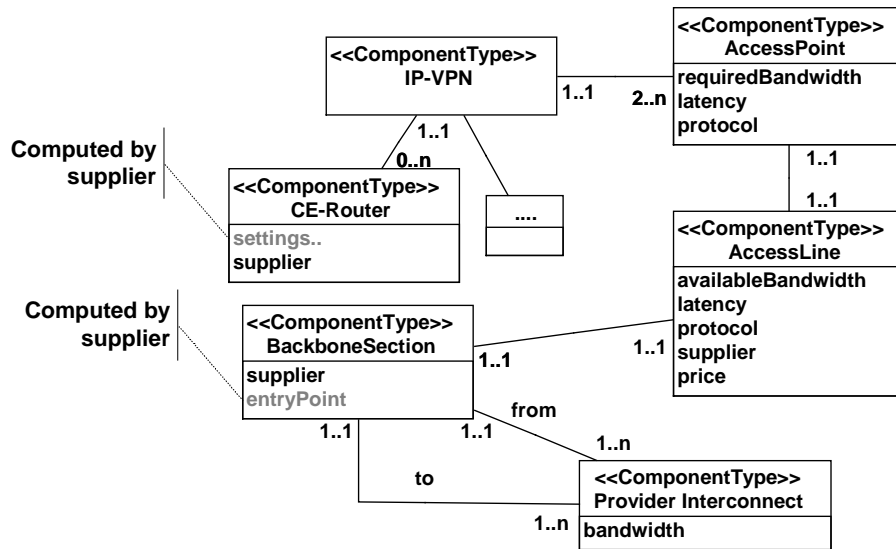 <<ComponentType>>
IP-VPN
1..1
2..n
<<ComponentType>>
AccessPoint
requiredBandwidth
latency
protocol
1..1
0..n
1..1
1..1
Computed by
supplier
<<ComponentType>>
CE-Router
settings..
supplier
....
<<ComponentType>>
AccessLine
availableBandwidth
latency
protocol
supplier
price
Computed by
supplier
<<ComponentType>>
BackboneSection
supplier
entryPoint
1..1
1..1
1..1
1..1
from
1..n
to
1..n
<<ComponentType>>
Provider Interconnect
bandwidth